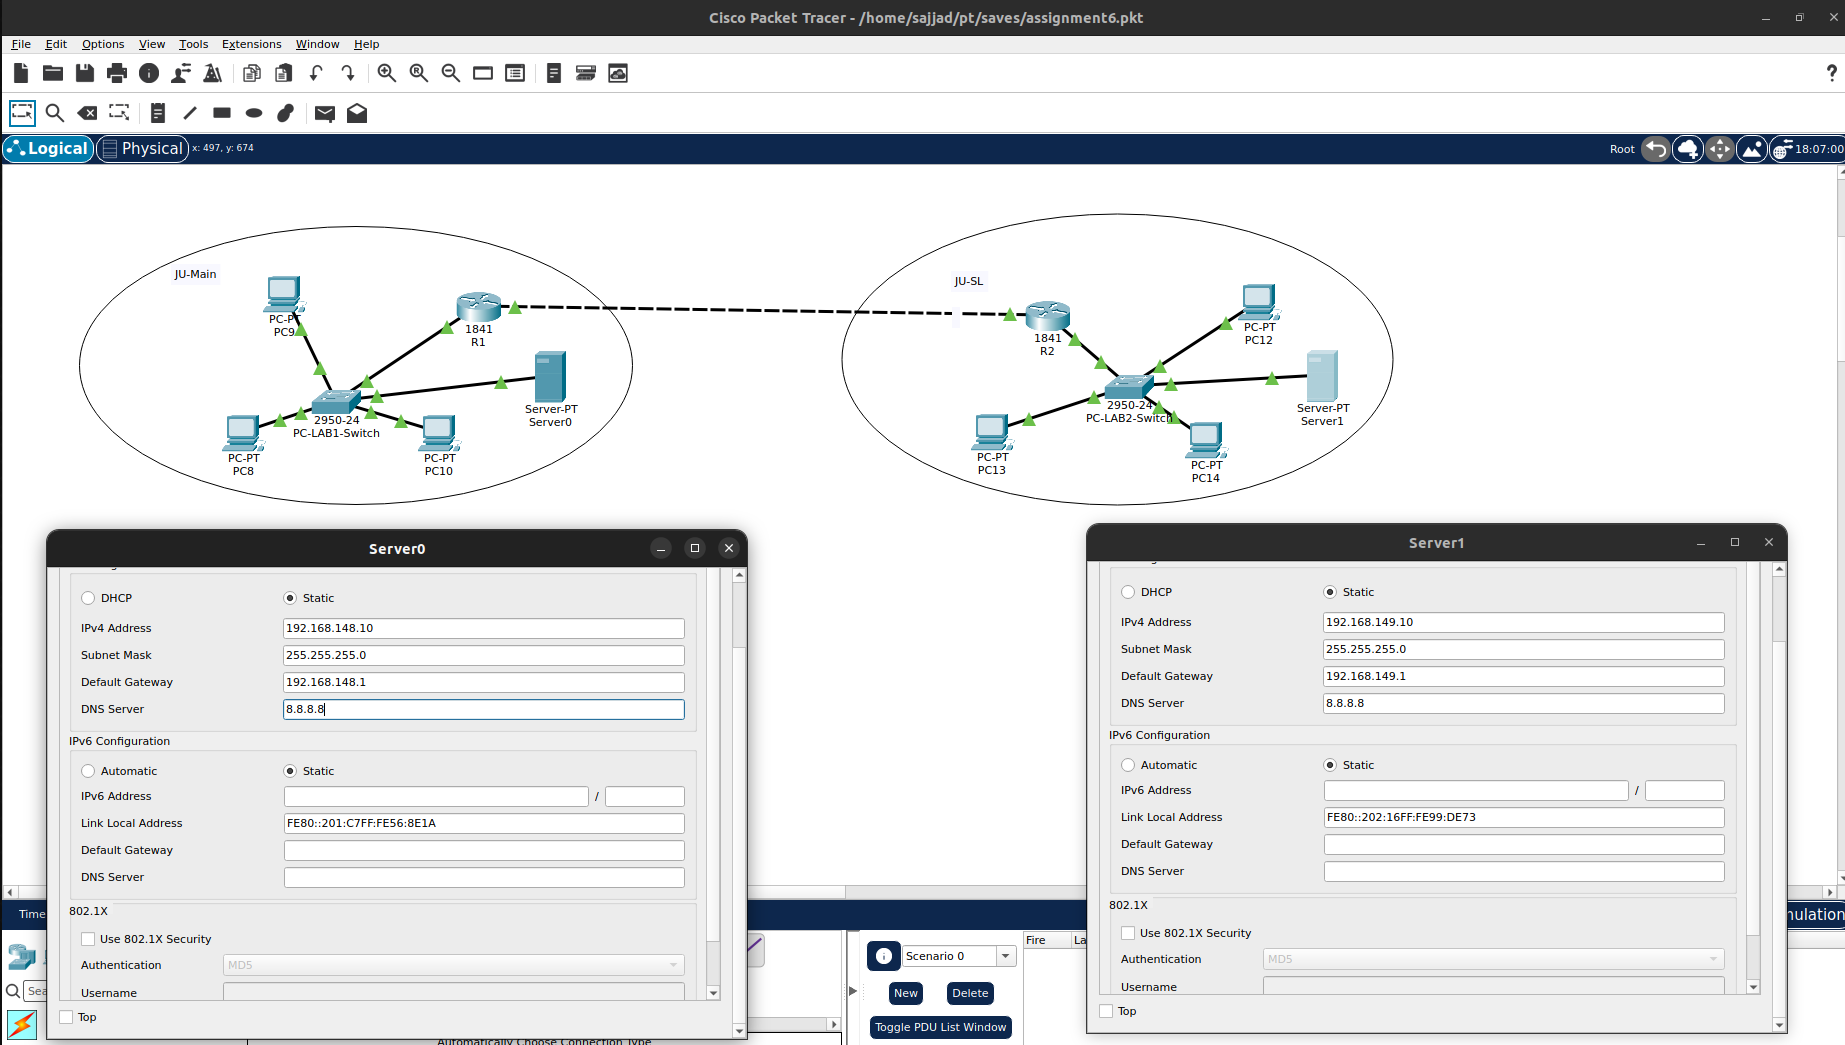 Cisco Packet Tracer - /home/sajjad/pt/saves/assignment6.pkt
File Edit Options View Tools Extensions Window Help
?
Logical Physical x: 497, y: 674 Root 18:07:00
JU-Main
JU-SL
PC-PT
PC9
1841
R1
1841
R2
PC-PT
PC12
Server-PT
Server0
2950-24
PC-LAB1-Switch
PC-PT
PC8
PC-PT
PC10
2950-24
PC-LAB2-Switch
Server-PT
Server1
PC-PT
PC13
PC-PT
PC14
Server0
DHCP Static
IPv4 Address 192.168.148.10
Subnet Mask 255.255.255.0
Default Gateway 192.168.148.1
DNS Server 8.8.8.8
IPv6 Configuration
Automatic Static
IPv6 Address /
Link Local Address FE80::201:C7FF:FE56:8E1A
Default Gateway
DNS Server
802.1X
Use 802.1X Security
Authentication MD5
Username
Top
Server1
DHCP Static
IPv4 Address 192.168.149.10
Subnet Mask 255.255.255.0
Default Gateway 192.168.149.1
DNS Server 8.8.8.8
IPv6 Configuration
Automatic Static
IPv6 Address /
Link Local Address FE80::202:16FF:FE99:DE73
Default Gateway
DNS Server
802.1X
Use 802.1X Security
Authentication MD5
Username
Top
Time
Sea
Scenario 0
New Delete
Toggle PDU List Window
Fire La
nulation
Automatically Choose Connection Type